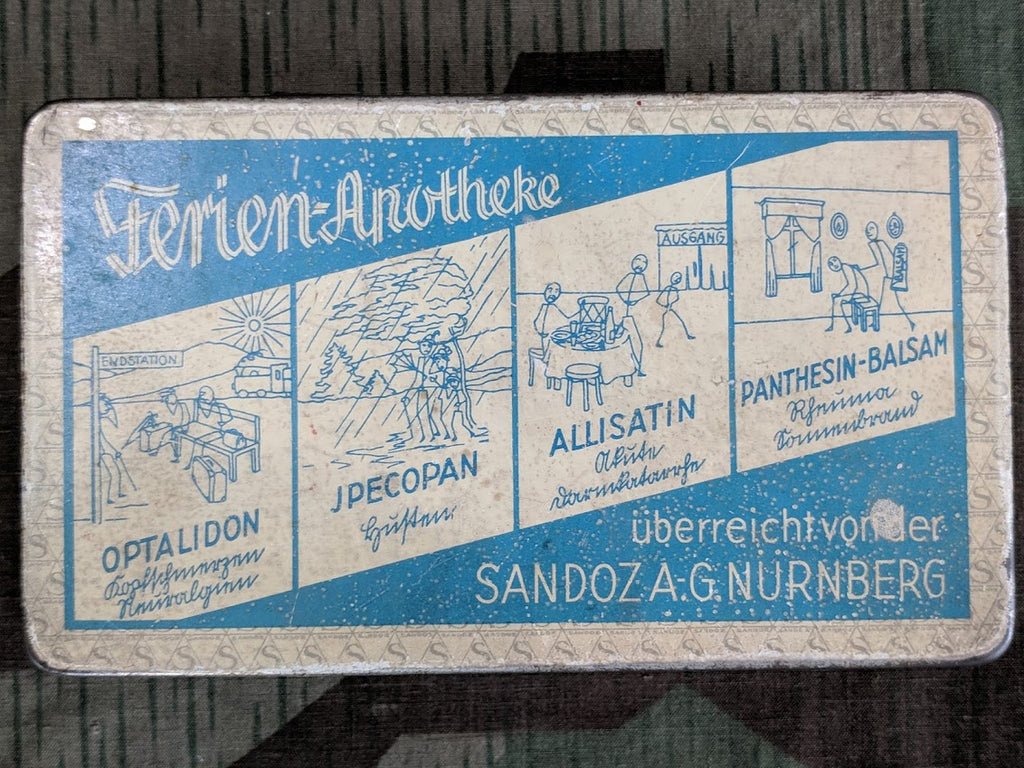 Ferien-Apotheke
ENDSTATION
OPTALIDON
Kopfschmerzen
Neuralgien
JPECOPAN
Husten
AUSGANG
ALLISATIN
Akute
Darmkatarrhe
BALSAM
PANTHESIN-BALSAM
Rheuma
Sonnenbrand
überreicht von der
SANDOZ A-G. NÜRNBERG